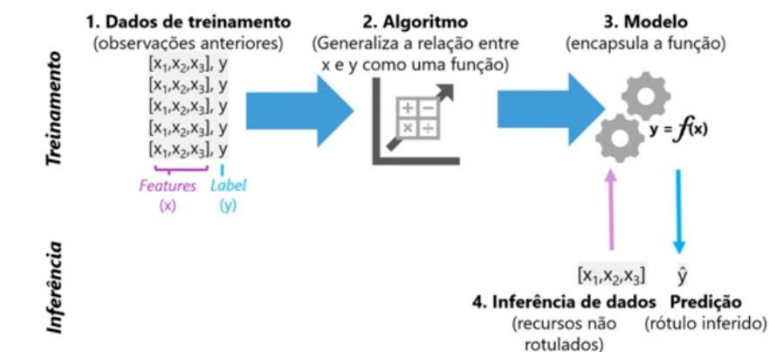 1. Dados de treinamento
(observações anteriores)
[x₁,x₂,x₃], y
[x₁,x₂,x₃], y
[x₁,x₂,x₃], y
[x₁,x₂,x₃], y
[x₁,x₂,x₃], y
Features Label
(x) (y)
2. Algoritmo
(Generaliza a relação entre
x e y como uma função)
3. Modelo
(encapsula a função)
y = f(x)
Treinamento
Inferência
[x₁,x₂,x₃] ŷ
4. Inferência de dados Predição
(recursos não (rótulo inferido)
rotulados)